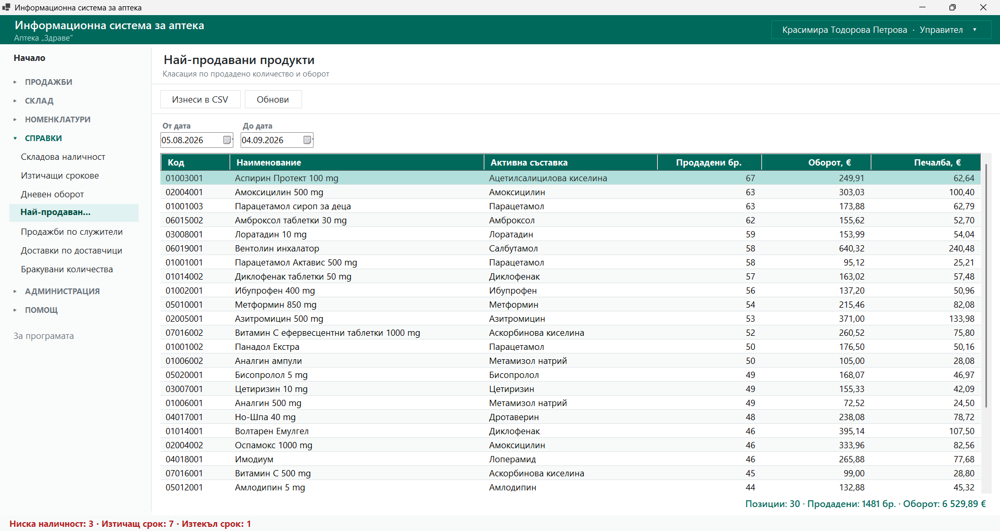 Информационна система за аптека
Информационна система за аптека
Аптека „Здраве“
Красимира Тодорова Петрова · Управител
Начало
ПРОДАЖБИ
СКЛАД
НОМЕНКЛАТУРИ
СПРАВКИ
Складова наличност
Изтичащи срокове
Дневен оборот
Най-продаван...
Продажби по служители
Доставки по доставчици
Бракувани количества
АДМИНИСТРАЦИЯ
ПОМОЩ
За програмата
Най-продавани продукти
Класация по продадено количество и оборот
Изнеси в CSV Обнови
От дата До дата
05.08.2026 04.09.2026
Код Наименование Активна съставка Продадени бр. Оборот, € Печалба, €
01003001 Аспирин Протект 100 mg Ацетилсалицилова киселина 67 249,91 62,64
02004001 Амоксицилин 500 mg Амоксицилин 63 303,03 100,40
01001003 Парацетамол сироп за деца Парацетамол 63 173,88 62,79
06015002 Амброксол таблетки 30 mg Амброксол 62 155,62 52,70
03008001 Лоратадин 10 mg Лоратадин 59 153,99 54,04
06019001 Вентолин инхалатор Салбутамол 58 640,32 240,48
01001001 Парацетамол Актавис 500 mg Парацетамол 58 95,12 25,21
01014002 Диклофенак таблетки 50 mg Диклофенак 57 163,02 57,48
01002001 Ибупрофен 400 mg Ибупрофен 56 137,20 50,96
05010001 Метформин 850 mg Метформин 54 215,46 82,08
02005001 Азитромицин 500 mg Азитромицин 53 371,00 133,98
07016002 Витамин C ефервесцентни таблетки 1000 mg Аскорбинова киселина 52 260,52 75,80
01001002 Панадол Екстра Парацетамол 50 176,50 50,16
01006002 Аналгин ампули Метамизол натрий 50 105,00 28,08
05020001 Бисопролол 5 mg Бисопролол 49 168,07 46,97
03007001 Цетиризин 10 mg Цетиризин 49 155,33 42,09
01006001 Аналгин 500 mg Метамизол натрий 49 72,52 24,50
04017001 Но-Шпа 40 mg Дротаверин 48 238,08 78,72
01014001 Волтарен Емулгел Диклофенак 46 395,14 107,50
02004002 Оспамокс 1000 mg Амоксицилин 46 333,96 82,56
04018001 Имодиум Лоперамид 46 265,88 77,68
07016001 Витамин C 500 mg Аскорбинова киселина 45 99,00 28,80
05012001 Амлодипин 5 mg Амлодипин 44 132,88 45,32
Позиции: 30 · Продадени: 1481 бр. · Оборот: 6 529,89 €
Ниска наличност: 3 · Изтичащ срок: 7 · Изтекъл срок: 1